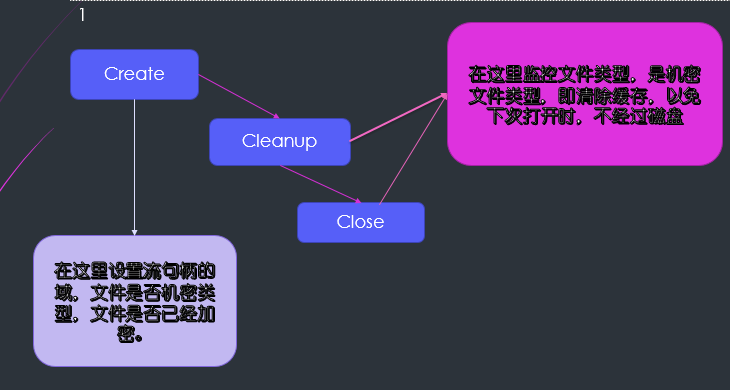 1
Create
Cleanup
Close
在这里监控文件类型，是机密
文件类型，即清除缓存，以免
下次打开时，不经过磁盘
在这里设置流句柄的
域，文件是否机密类
型，文件是否已经加
密。